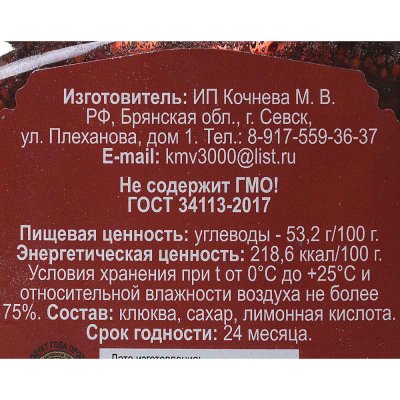 Изготовитель: ИП Кочнева М. В.
РФ, Брянская обл., г. Севск,
ул. Плеханова, дом 1. Тел.: 8-917-559-36-37
E-mail: kmv3000@list.ru
Не содержит ГМО!
ГОСТ 34113-2017
Пищевая ценность: углеводы - 53,2 г/100 г.
Энергетическая ценность: 218,6 ккал/100 г.
Условия хранения при t от 0°С до +25°С и
относительной влажности воздуха не более
75%. Состав: клюква, сахар, лимонная кислота.
Срок годности: 24 месяца.
Дата изготовления: